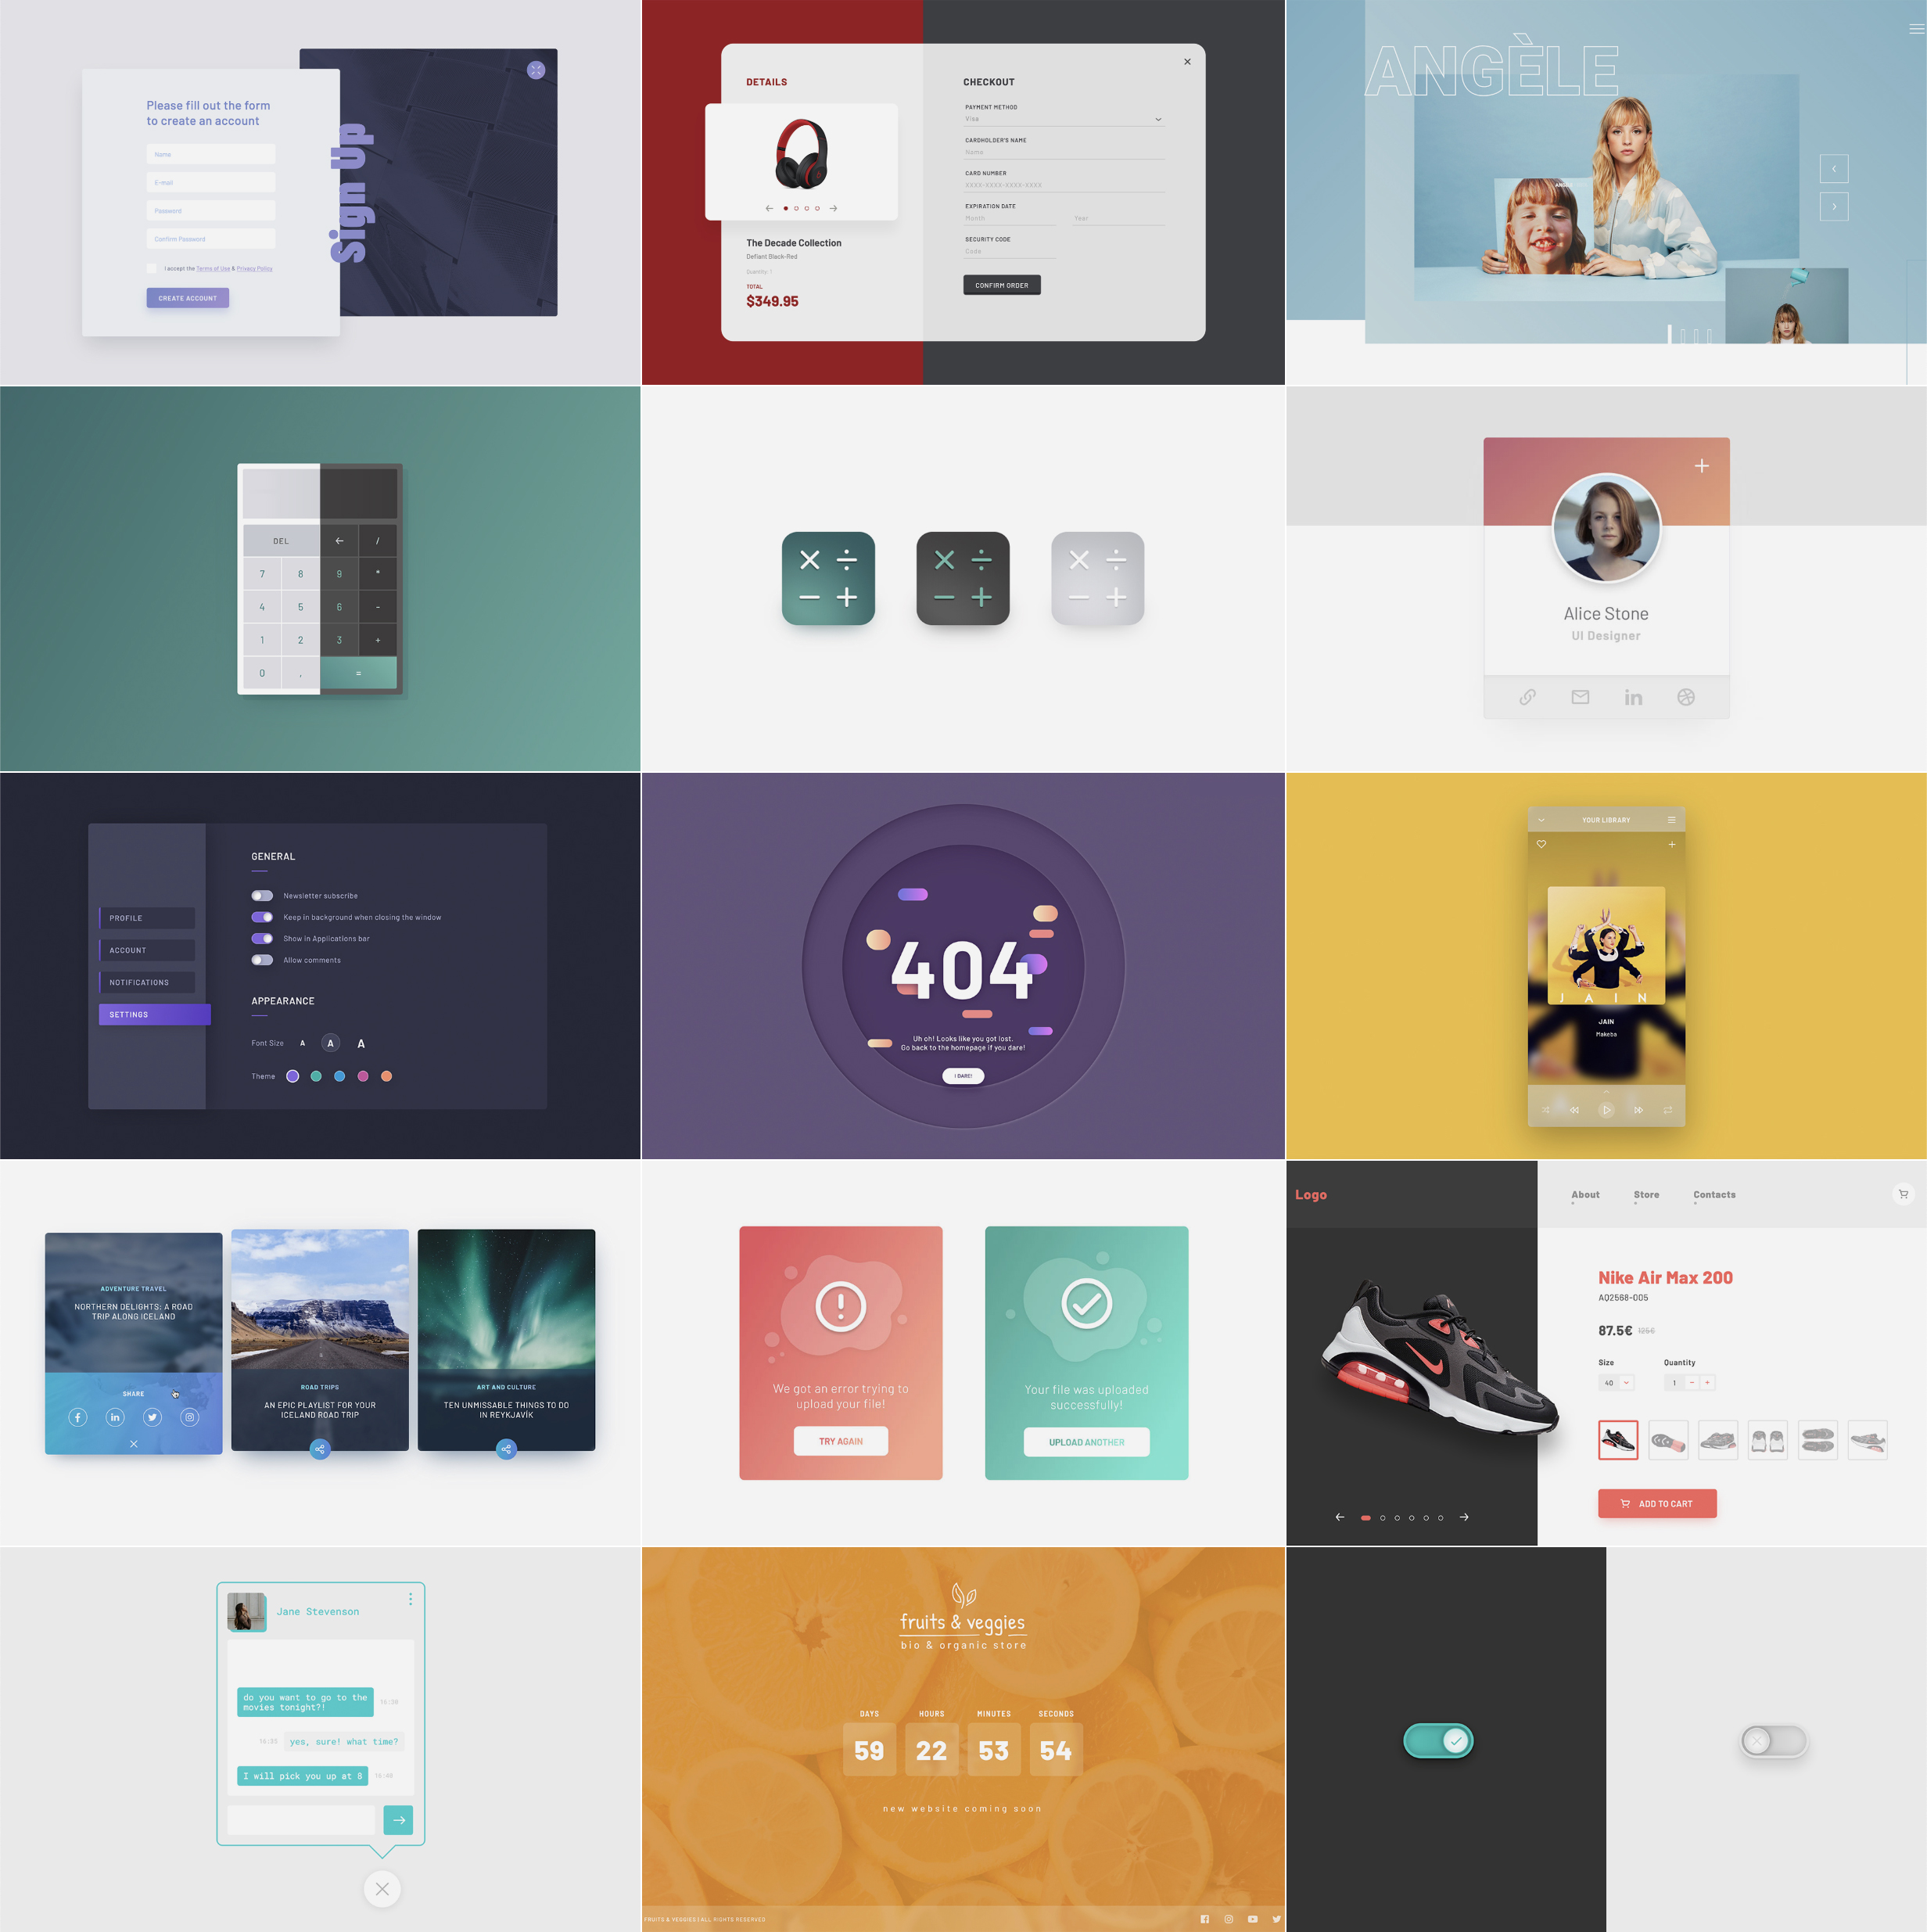 Please fill out the form
to create an account
Name
E-mail
Password
Confirm Password
I accept the Terms of Use & Privacy Policy
CREATE ACCOUNT
Sign Up
DETAILS
The Decade Collection
Defiant Black-Red
Quantity: 1
TOTAL
$349.95
CHECKOUT
PAYMENT METHOD
Visa
CARDHOLDER'S NAME
Name
CARD NUMBER
XXXX-XXXX-XXXX-XXXX
EXPIRATION DATE
Month Year
SECURITY CODE
Code
CONFIRM ORDER
ANGÈLE
DEL ← /
7 8 9 *
4 5 6 -
1 2 3 +
0 , =
Alice Stone
UI Designer
in
PROFILE
ACCOUNT
NOTIFICATIONS
SETTINGS
GENERAL
Newsletter subscribe
Keep in background when closing the window
Show in Applications bar
Allow comments
APPEARANCE
Font Size A A A
Theme
404
Uh oh! Looks like you got lost.
Go back to the homepage if you dare!
I DARE!
YOUR LIBRARY
JAIN
JAIN
Makeba
ADVENTURE TRAVEL
NORTHERN DELIGHTS: A ROAD
TRIP ALONG ICELAND
SHARE
ROAD TRIPS
AN EPIC PLAYLIST FOR YOUR
ICELAND ROAD TRIP
ART AND CULTURE
TEN UNMISSABLE THINGS TO DO
IN REYKJAVÍK
We got an error trying to
upload your file!
TRY AGAIN
Your file was uploaded
successfully!
UPLOAD ANOTHER
Logo
About Store Contacts
Nike Air Max 200
AQ2568-005
87.5€ 125€
Size Quantity
40 1 - +
ADD TO CART
Jane Stevenson
do you want to go to the
movies tonight?!
16:30
16:35
yes, sure! what time?
I will pick you up at 8
16:40
fruits & veggies
bio & organic store
DAYS HOURS MINUTES SECONDS
59 22 53 54
new website coming soon
FRUITS & VEGGIES | ALL RIGHTS RESERVED